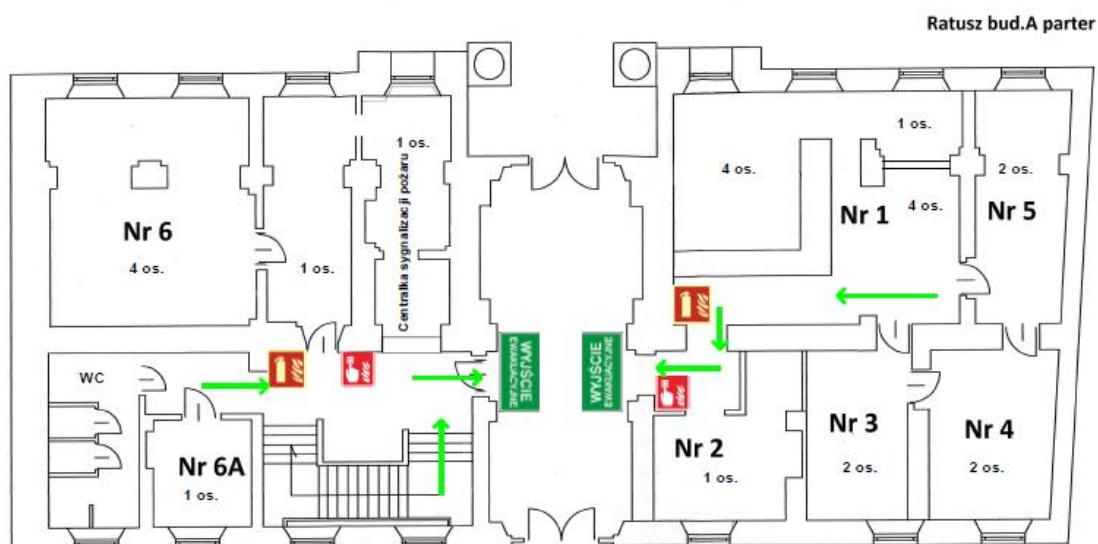 Ratusz bud.A parter
1 os.
Centralka sygnalizacji pożaru
Nr 6
4 os.
1 os.
4 os.
1 os.
Nr 1
4 os.
2 os.
Nr 5
WYJŚCIE
EWAKUACYJNE
WYJŚCIE
EWAKUACYJNE
WC
Nr 6A
1 os.
Nr 2
1 os.
Nr 3
2 os.
Nr 4
2 os.